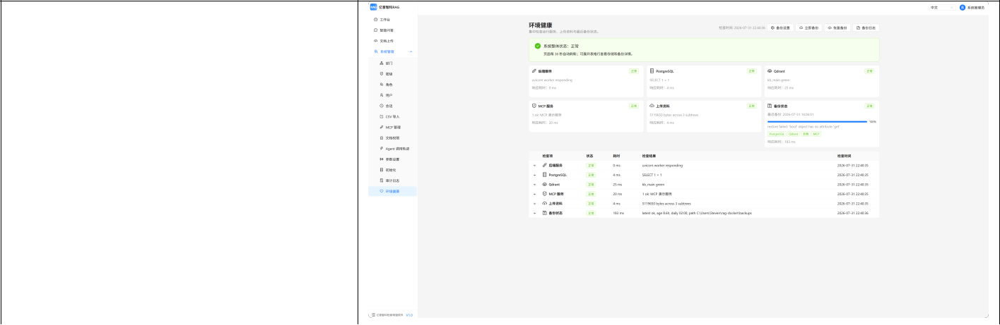 RAG 亿普智科RAG
中文
系统管理员
工作台
智能问答
文档上传
系统管理
部门
密级
角色
用户
会话
CSV 导入
MCP 管理
文档权限
Agent 调用轨迹
参数设置
初始化
审计日志
环境健康
V1.0
环境健康
集中检查运行服务、上传资料与最近备份状态。
检查时间: 2026-07-31 22:40:36
备份设置
立即备份
恢复备份
备份日志
系统整体状态：正常
页面每 30 秒自动刷新；可展开表格行查看存储和备份详情。
后端服务 正常
uvicorn worker responding
响应耗时: 0 ms
PostgreSQL 正常
SELECT 1 = 1
响应耗时: 4 ms
Qdrant 正常
kb_main green
响应耗时: 25 ms
MCP 服务 正常
1 ok: MCP 演示服务
响应耗时: 20 ms
上传资料 正常
5119650 bytes across 3 subtrees
响应耗时: 4 ms
备份状态 正常
最近备份: 2026-07-31 14:06:01
100%
restore failed: 'bool' object has no attribute 'get'
PostgreSQL Qdrant 文档 MCP
响应耗时: 183 ms
检查项 状态 耗时 检查结果 检查时间
+ 后端服务 正常 0 ms uvicorn worker responding 2026-07-31 22:40:35
+ PostgreSQL 正常 4 ms SELECT 1 = 1 2026-07-31 22:40:35
+ Qdrant 正常 25 ms kb_main green 2026-07-31 22:40:35
+ MCP 服务 正常 20 ms 1 ok: MCP 演示服务 2026-07-31 22:40:35
+ 上传资料 正常 4 ms 5119650 bytes across 3 subtrees 2026-07-31 22:40:35
+ 备份状态 正常 183 ms latest ok, age 8.6h, daily 02:00, path C:\Users\Steven\rag-docker\backups 2026-07-31 22:40:36